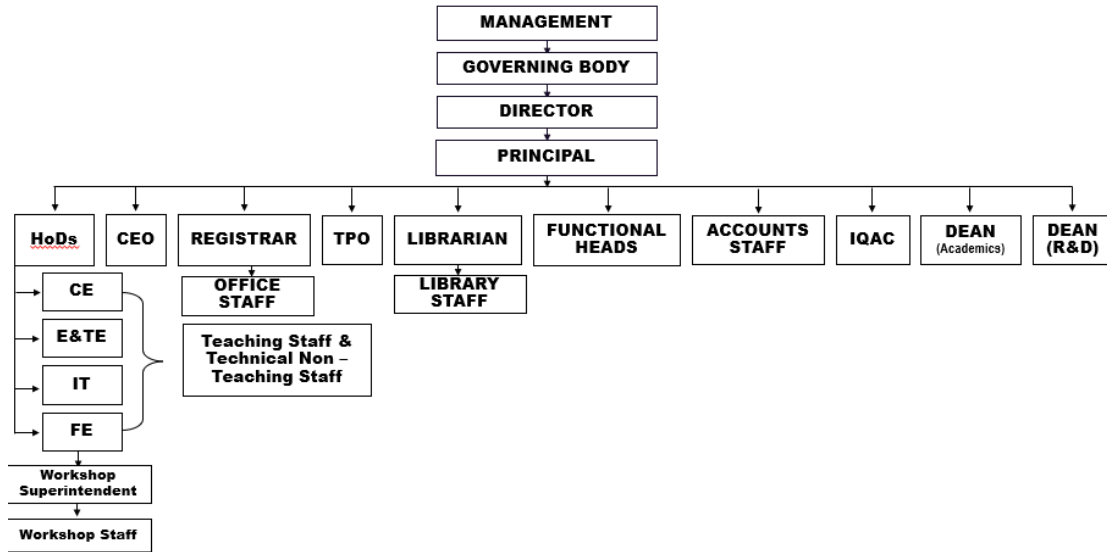 MANAGEMENT
GOVERNING BODY
DIRECTOR
PRINCIPAL
HoDs
CEO
REGISTRAR
TPO
LIBRARIAN
FUNCTIONAL
HEADS
ACCOUNTS
STAFF
IQAC
DEAN
(Academics)
DEAN
(R&D)
OFFICE
STAFF
LIBRARY
STAFF
CE
E&TE
IT
FE
Teaching Staff &
Technical Non –
Teaching Staff
Workshop
Superintendent
Workshop Staff